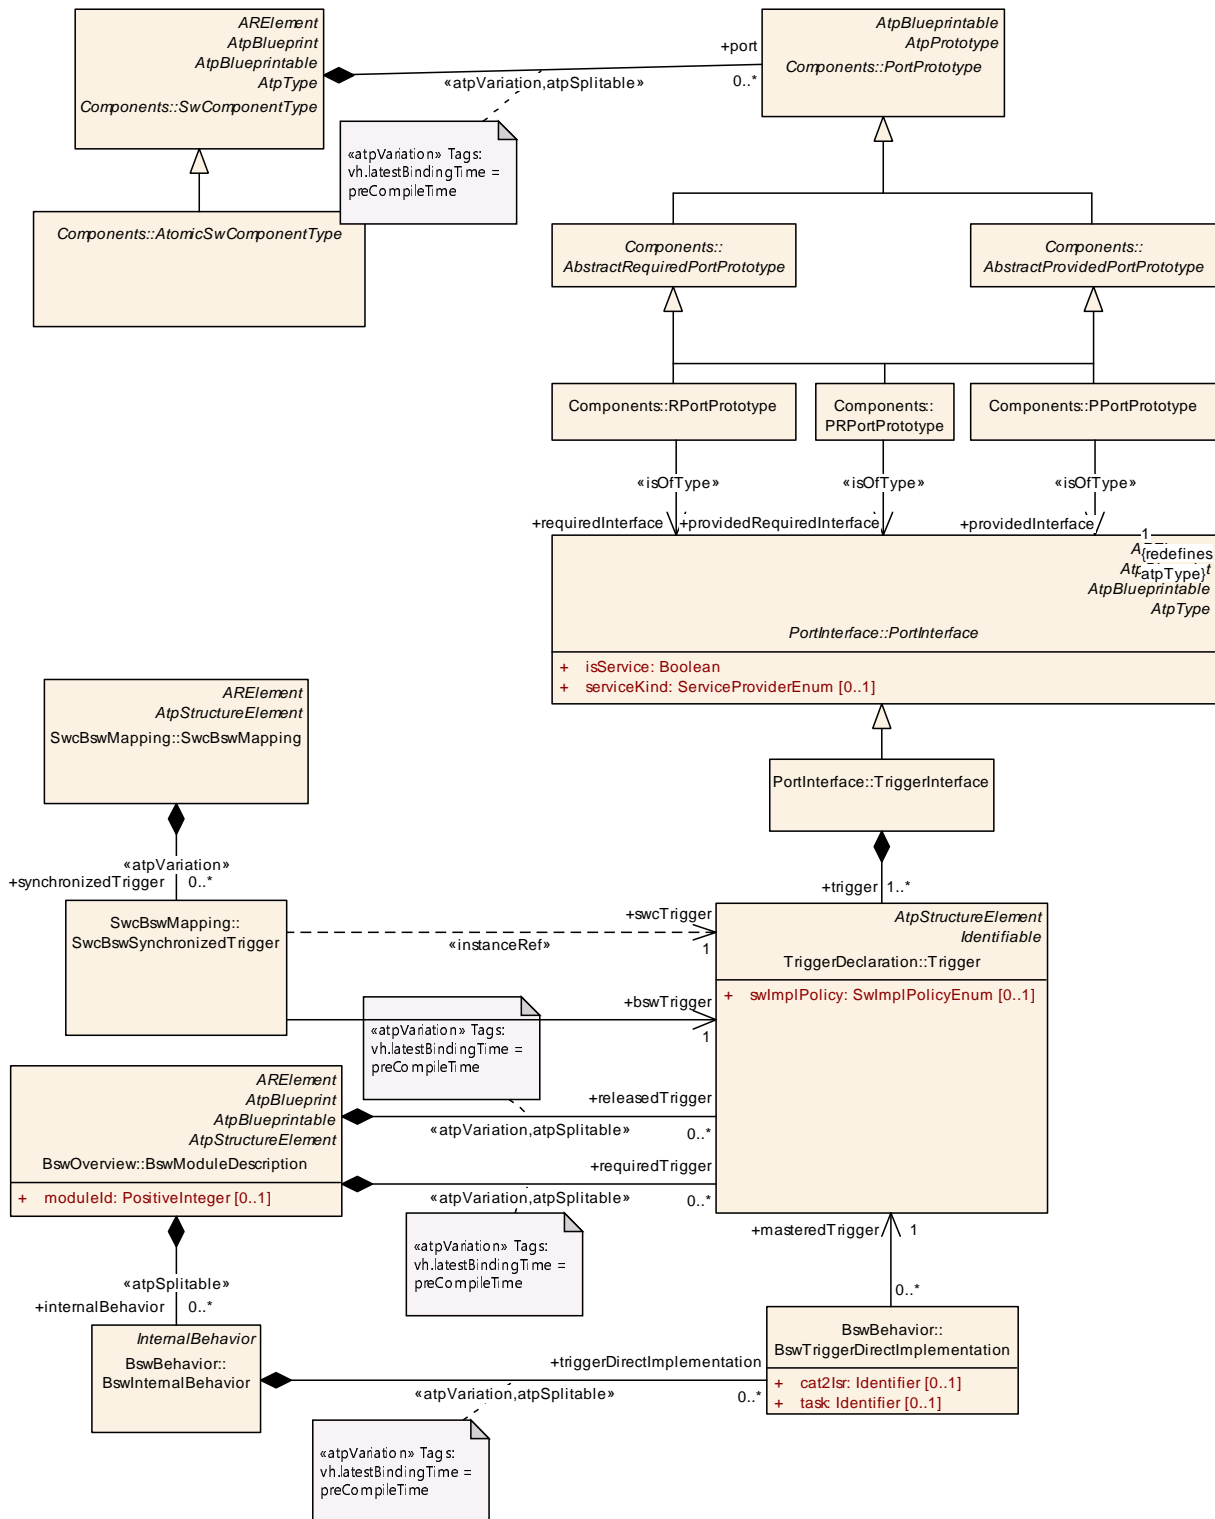 ARElement
AtpBlueprint
AtpBlueprintable
AtpType
Components::SwComponentType
+port
«atpVariation,atpSplitable»
0..*
AtpBlueprintable
AtpPrototype
Components::PortPrototype
«atpVariation» Tags:
vh.latestBindingTime =
preCompileTime
Components::AtomicSwComponentType
Components::
AbstractRequiredPortPrototype
Components::
AbstractProvidedPortPrototype
Components::RPortPrototype
Components::
PRPortPrototype
Components::PPortPrototype
«isOfType»
«isOfType»
«isOfType»
+requiredInterface
+providedRequiredInterface
+providedInterface
1
{redefines
atpType}
AtpBlueprintable
AtpType
PortInterface::PortInterface
+ isService: Boolean
+ serviceKind: ServiceProviderEnum [0..1]
ARElement
AtpStructureElement
SwcBswMapping::SwcBswMapping
PortInterface::TriggerInterface
«atpVariation»
+synchronizedTrigger
0..*
+trigger
1..*
SwcBswMapping::
SwcBswSynchronizedTrigger
+swcTrigger
«instanceRef»
1
AtpStructureElement
Identifiable
TriggerDeclaration::Trigger
+ swImplPolicy: SwImplPolicyEnum [0..1]
+bswTrigger
1
«atpVariation» Tags:
vh.latestBindingTime =
preCompileTime
ARElement
AtpBlueprint
AtpBlueprintable
AtpStructureElement
BswOverview::BswModuleDescription
+ moduleId: PositiveInteger [0..1]
+releasedTrigger
«atpVariation,atpSplitable»
0..*
+requiredTrigger
«atpVariation,atpSplitable»
0..*
«atpVariation» Tags:
vh.latestBindingTime =
preCompileTime
+masteredTrigger
1
0..*
«atpSplitable»
+internalBehavior
0..*
InternalBehavior
BswBehavior::
BswInternalBehavior
+triggerDirectImplementation
«atpVariation,atpSplitable»
0..*
BswBehavior::
BswTriggerDirectImplementation
+ cat2Isr: Identifier [0..1]
+ task: Identifier [0..1]
«atpVariation» Tags:
vh.latestBindingTime =
preCompileTime